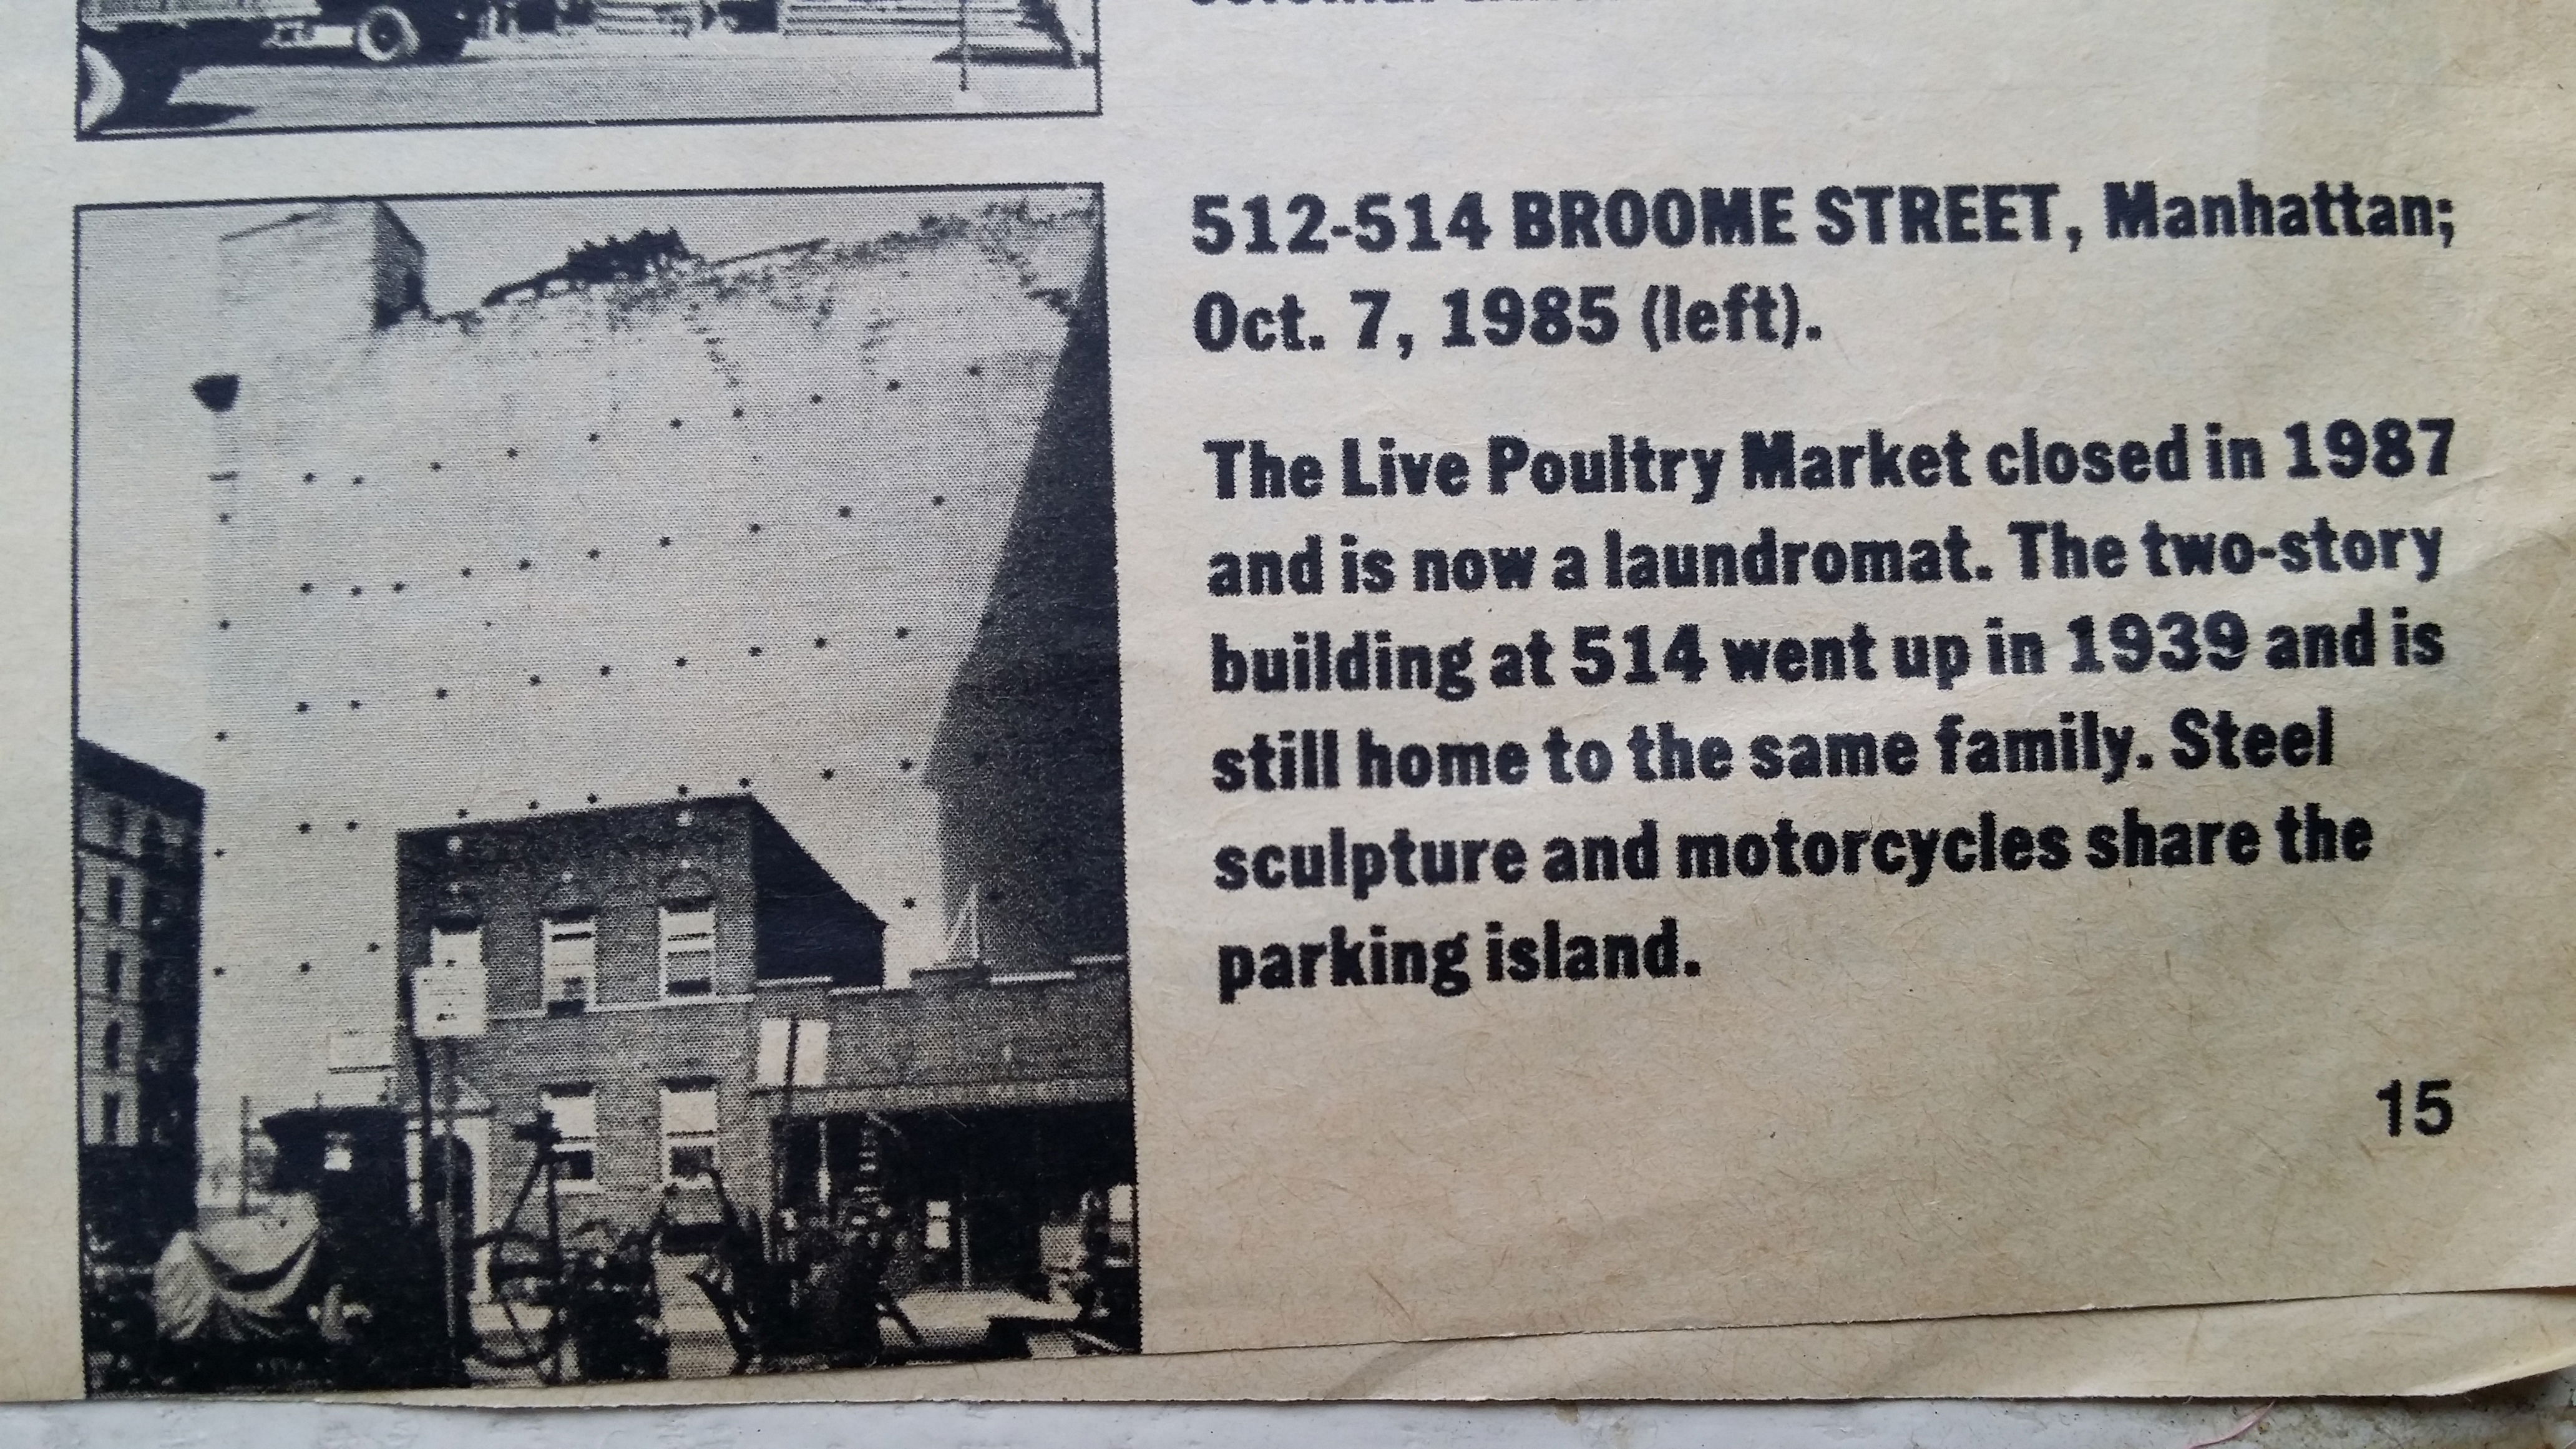 512-514 BROOME STREET, Manhattan;
Oct. 7, 1985 (left).
The Live Poultry Market closed in 1987
and is now a laundromat. The two-story
building at 514 went up in 1939 and is
still home to the same family. Steel
sculpture and motorcycles share the
parking island.
15